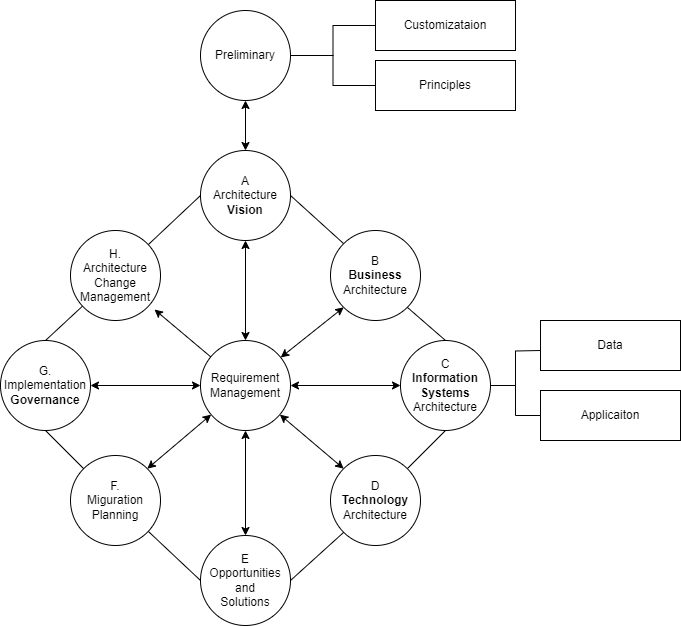 Customizataion
Preliminary
Principles
A
Architecture
Vision
H.
Architecture
Change
Management
B
Business
Architecture
Data
G.
Implementation
Governance
Requirement
Management
C
Information
Systems
Architecture
Applicaiton
F.
Miguration
Planning
D
Technology
Architecture
E
Opportunities
and
Solutions